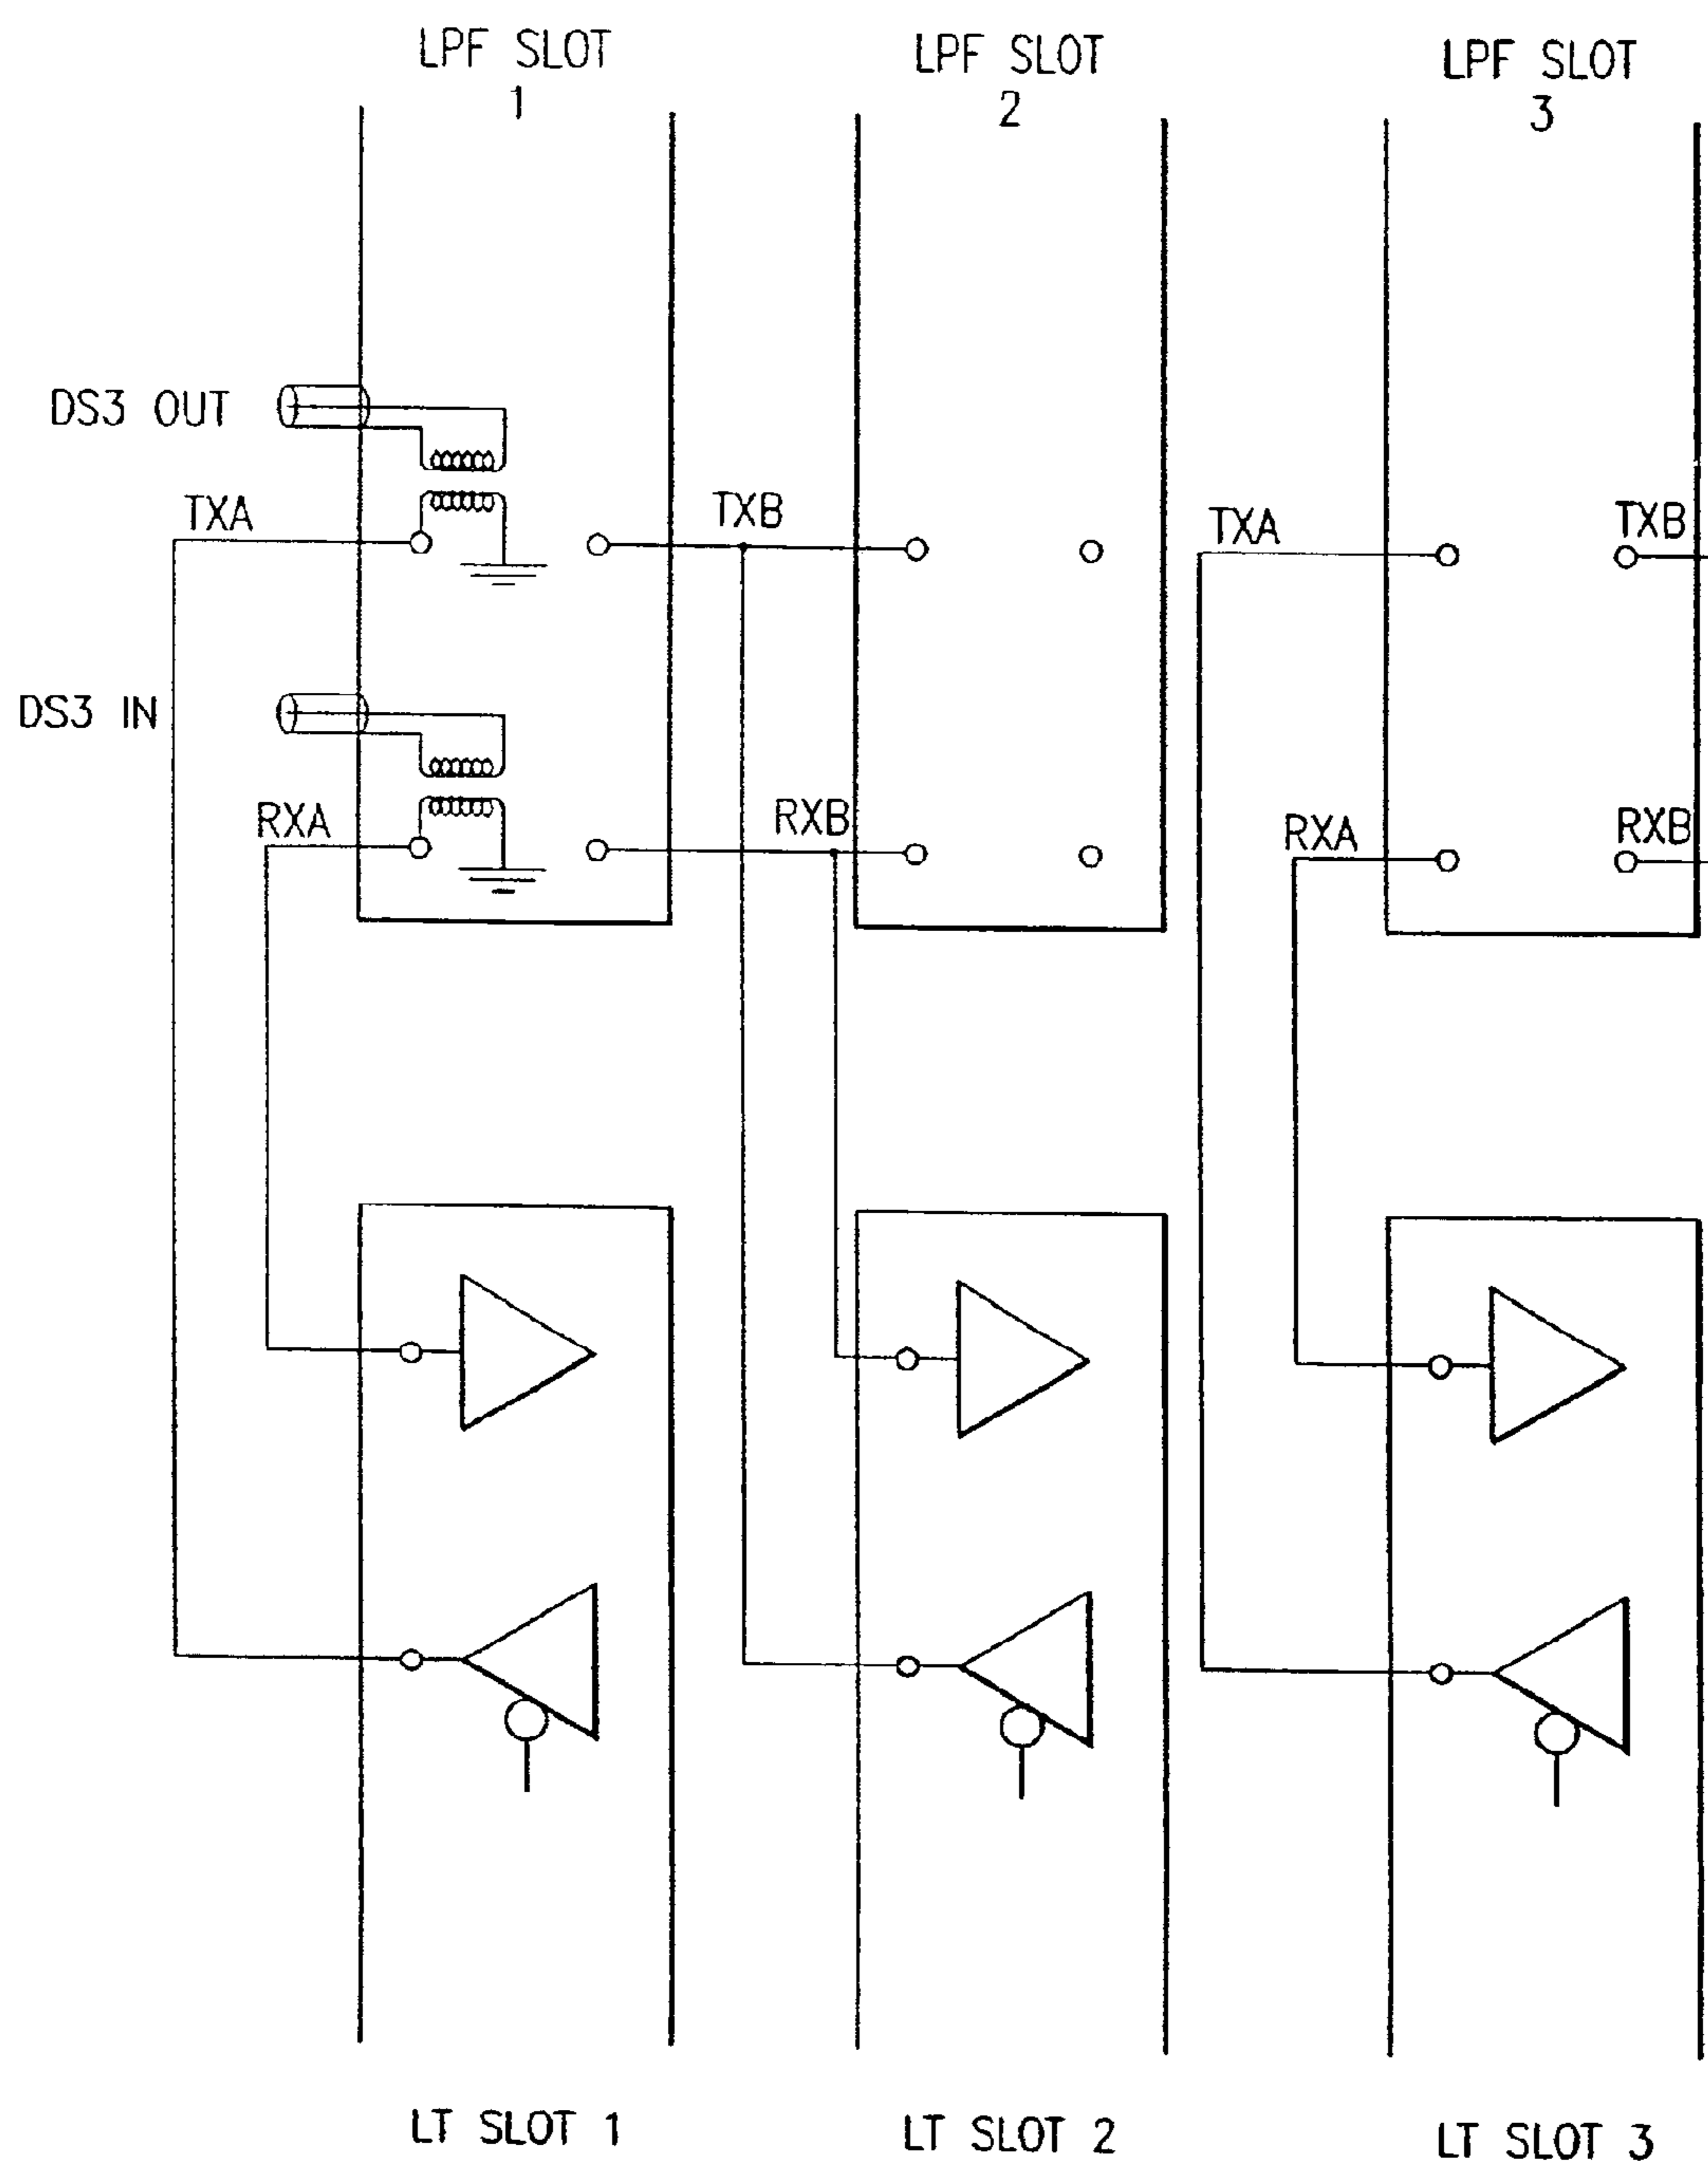 LPF SLOT
1
LPF SLOT
2
LPF SLOT
3
DS3 OUT
TXA
TXB
TXA
TXB
DS3 IN
RXA
RXB
RXA
RXB
LT SLOT 1
LT SLOT 2
LT SLOT 3